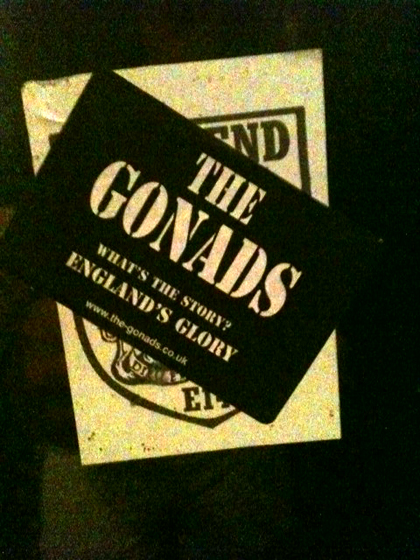 END
THE
GONADS
WHAT'S THE STORY?
ENGLAND'S GLORY
www.the-gonads.co.uk